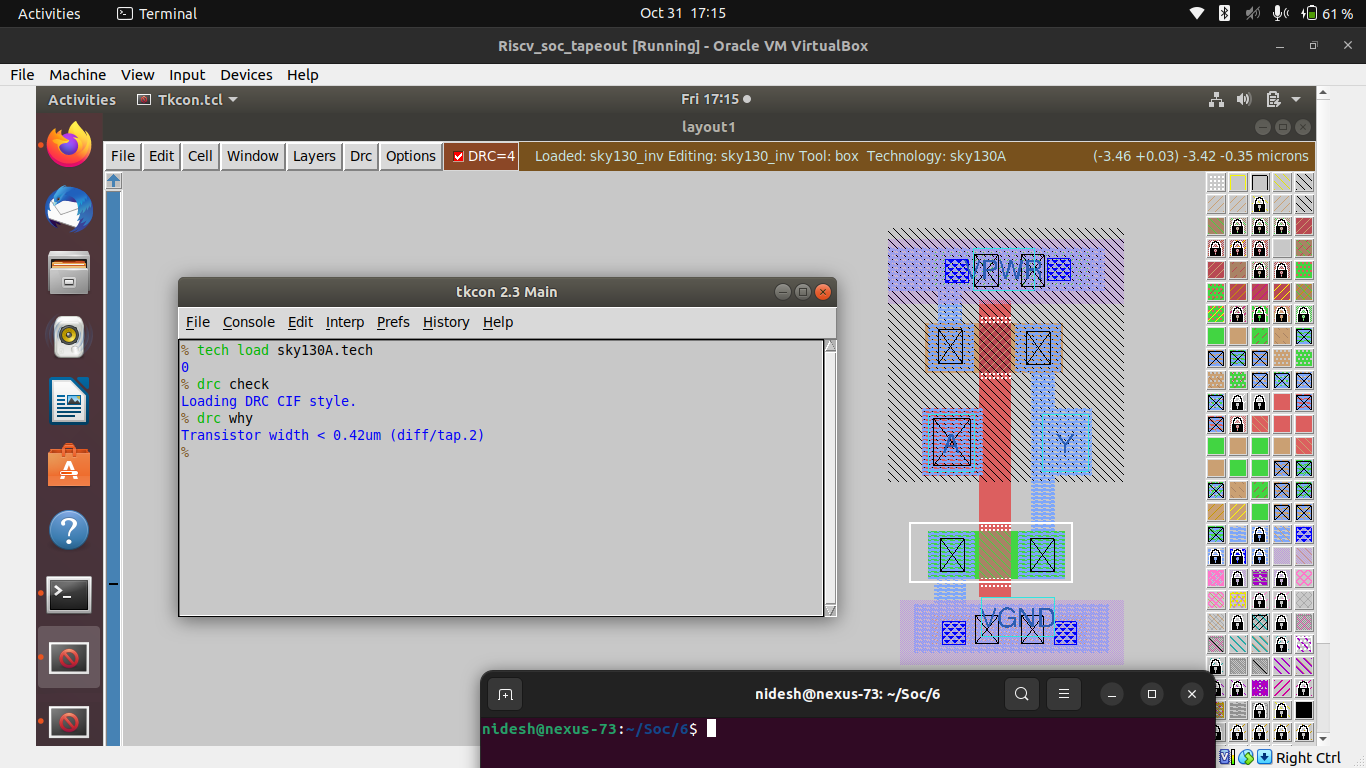 Activities Terminal Oct 31 17:15 61 %
Riscv_soc_tapeout [Running] - Oracle VM VirtualBox
File Machine View Input Devices Help
Activities Tkcon.tcl Fri 17:15
layout1
File Edit Cell Window Layers Drc Options DRC=4 Loaded: sky130_inv Editing: sky130_inv Tool: box Technology: sky130A (-3.46 +0.03) -3.42 -0.35 microns
VPWR
tkcon 2.3 Main
File Console Edit Interp Prefs History Help
% tech load sky130A.tech
0
% drc check
Loading DRC CIF style.
% drc why
Transistor width < 0.42um (diff/tap.2)
%
A Y
VGND
nidesh@nexus-73: ~/Soc/6
nidesh@nexus-73:~/Soc/6$
Right Ctrl